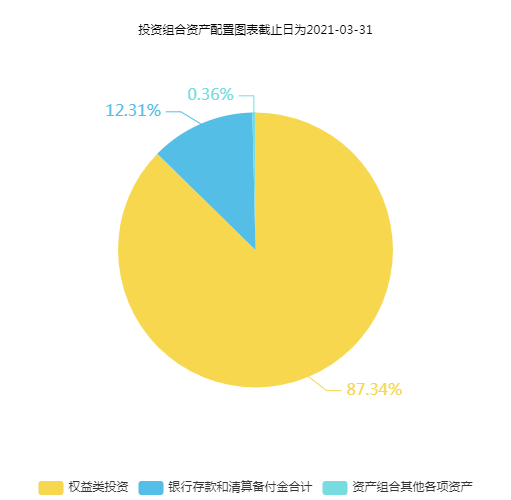 投资组合资产配置图表截止日为2021-03-31
0.36%
12.31%
87.34%
权益类投资 银行存款和清算备付金合计 资产组合其他各项资产